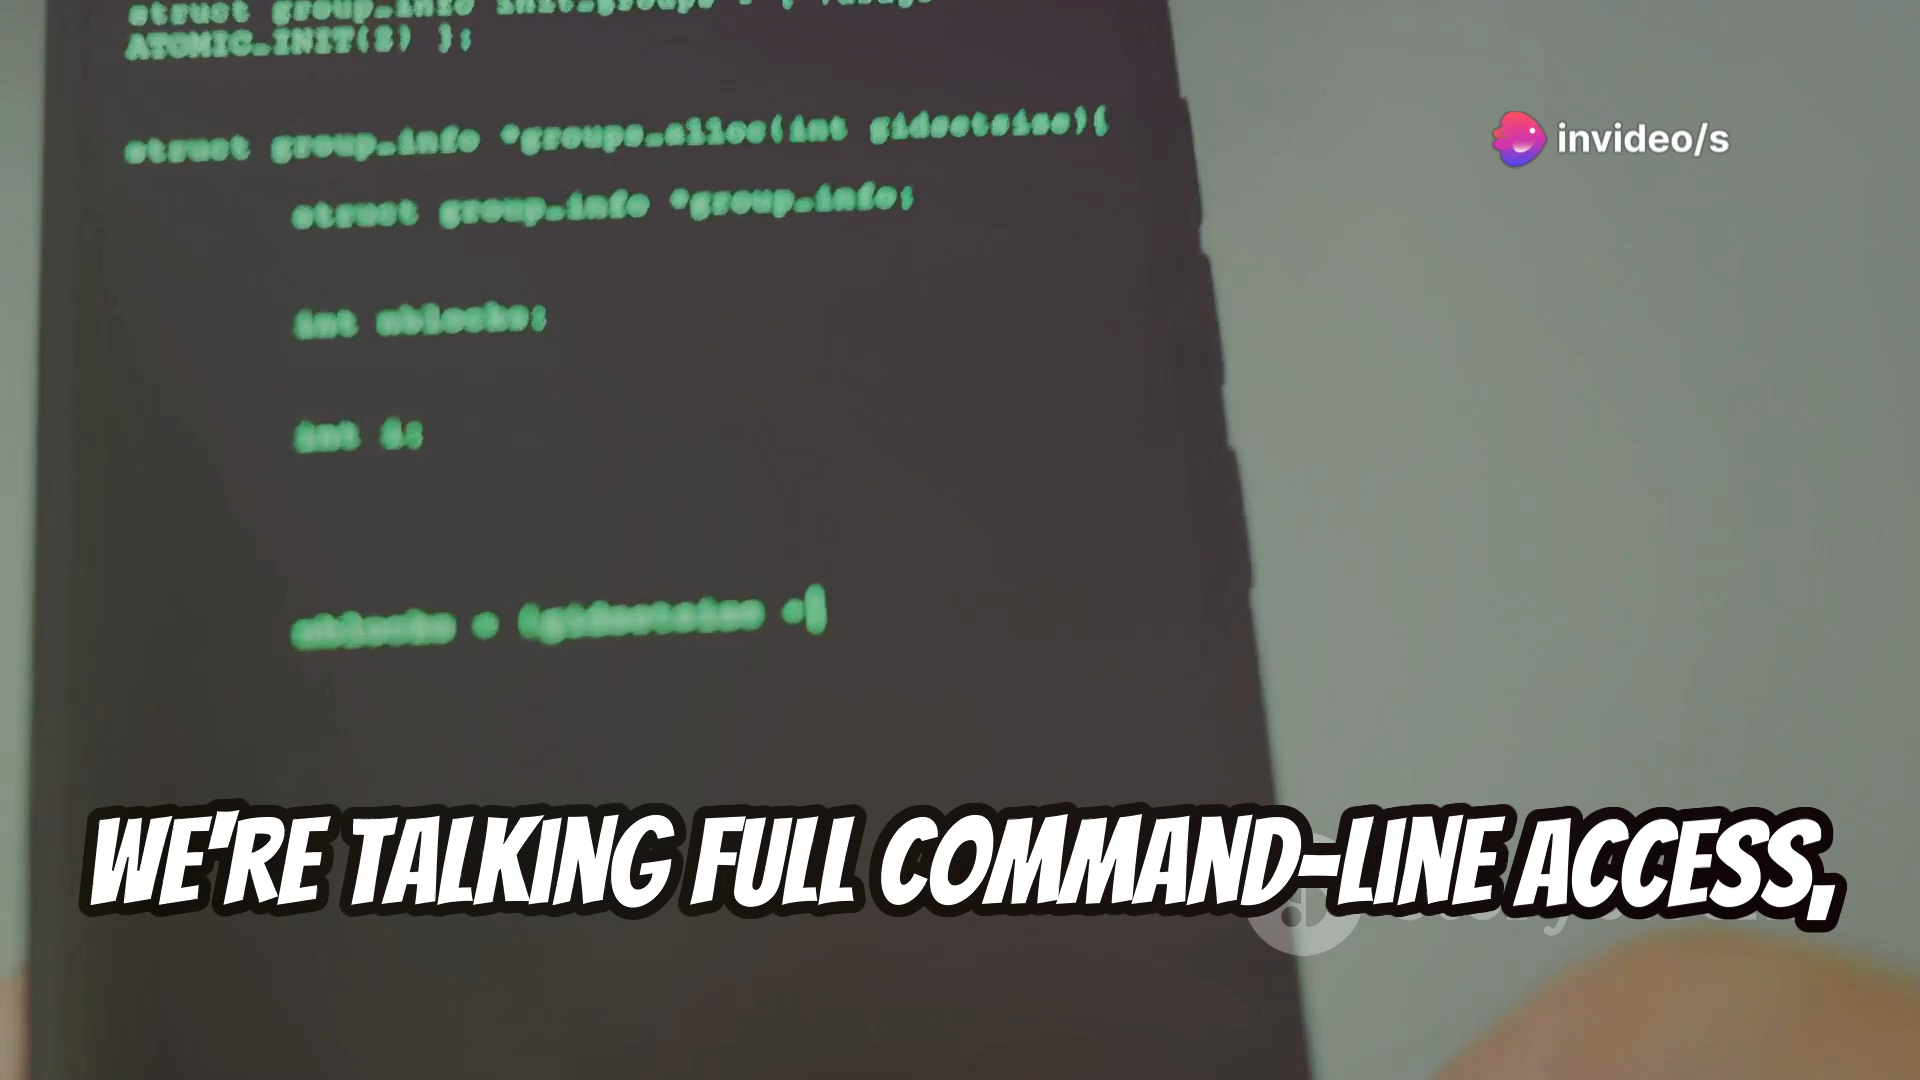 struct group_info init_groups
ATOMIC_INIT(2) };
invideo/s
struct group_info *groups_alloc(int gidsetsize){
struct group_info *group_info;
int nblocks;
int i;
nblocks = (gidsetsize +
WE'RE TALKING FULL COMMAND-LINE ACCESS,